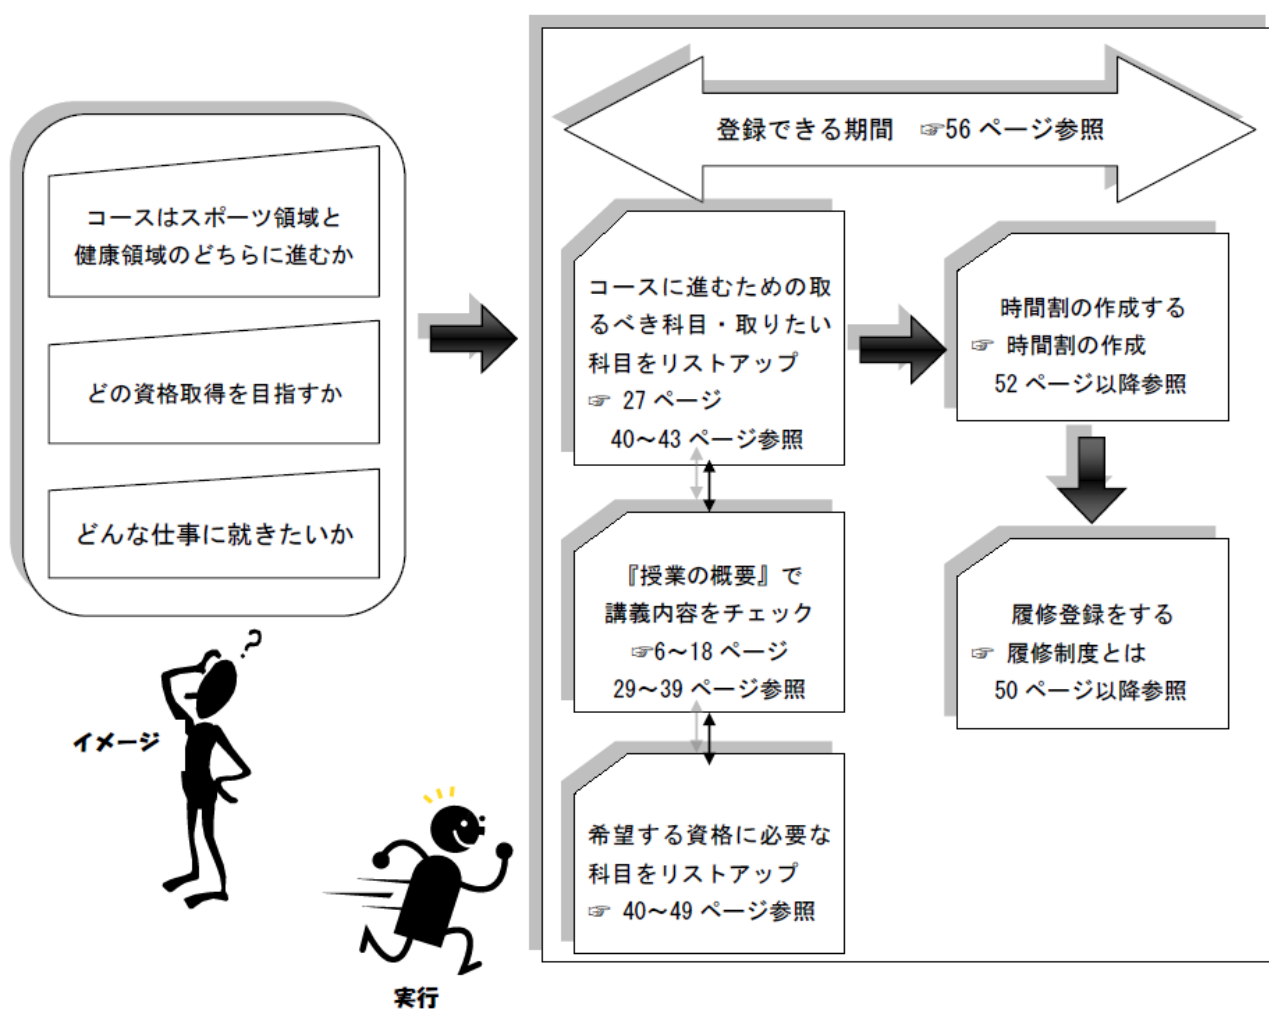 コースはスポーツ領域と
健康領域のどちらに進むか
どの資格取得を目指すか
どんな仕事に就きたいか
?
イメージ
実行
登録できる期間 ☞56 ページ参照
コースに進むための取
るべき科目・取りたい
科目をリストアップ
☞ 27 ページ
40～43 ページ参照
『授業の概要』で
講義内容をチェック
☞6～18 ページ
29～39 ページ参照
希望する資格に必要な
科目をリストアップ
☞ 40～49 ページ参照
時間割の作成する
☞ 時間割の作成
52 ページ以降参照
履修登録をする
☞ 履修制度とは
50 ページ以降参照